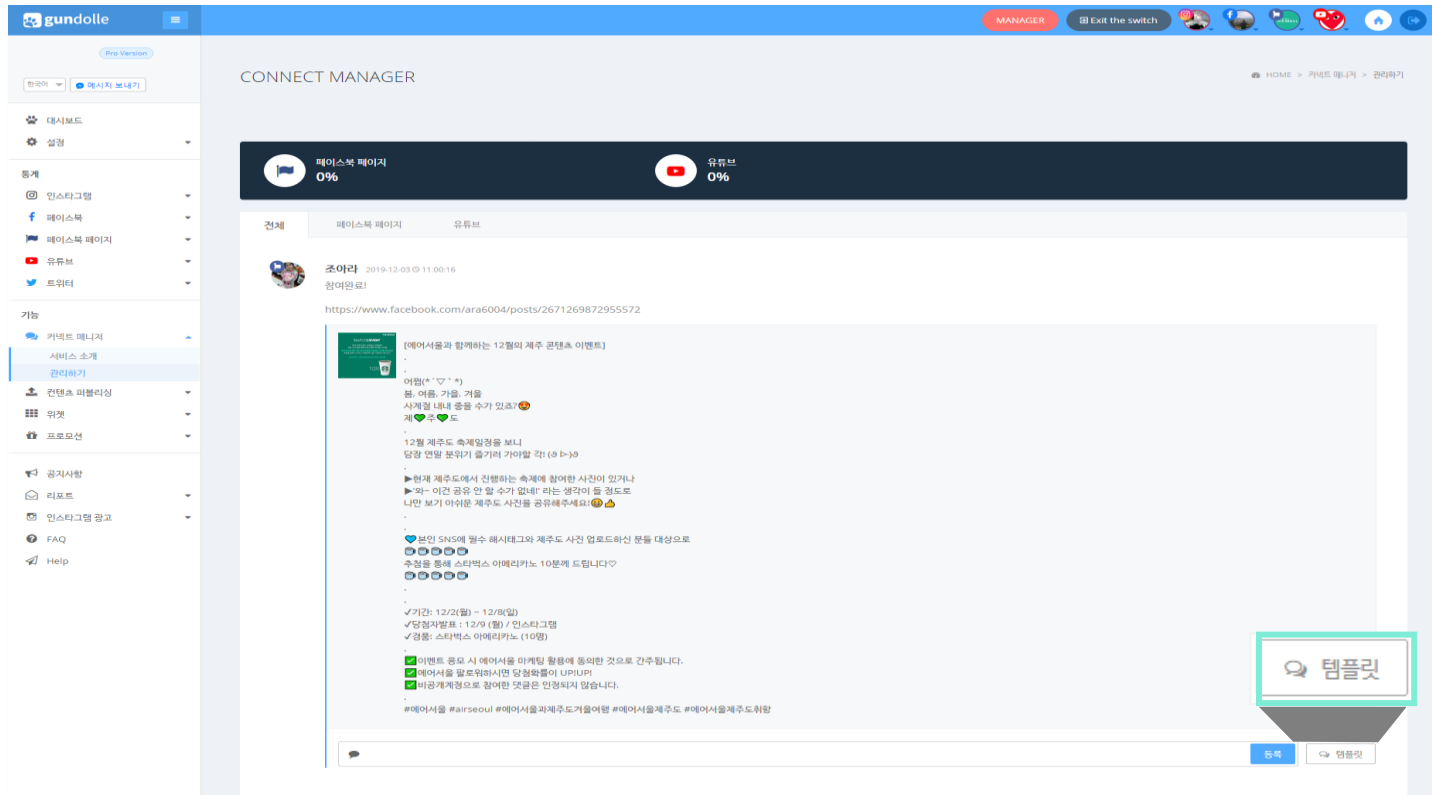 gundolle
MANAGER
Exit the switch
Pro Version
한국어
메시지 보내기
CONNECT MANAGER
HOME > 커넥트 매니저 > 관리하기
대시보드
설정
통계
인스타그램
페이스북
페이스북 페이지
유튜브
트위터
기능
커넥트 매니저
서비스 소개
관리하기
컨텐츠 퍼블리싱
위젯
프로모션
공지사항
리포트
인스타그램 광고
FAQ
Help
페이스북 페이지
0%
유튜브
0%
전체
페이스북 페이지
유튜브
조아라 2019-12-03 11:00:16
참여완료!
https://www.facebook.com/ara6004/posts/2671269872955572
[에어서울과 함께하는 12월의 제주 콘텐츠 이벤트]
.
.
어쩜(*´▽`*)
봄, 여름, 가을, 겨울
사계절 내내 좋을 수가 있죠?😍
제💚주💚도
.
12월 제주도 축제일정을 보니
당장 연말 분위기 즐기러 가야할 각! (૭ ᐕ)૭
.
▶현재 제주도에서 진행하는 축제에 참여한 사진이 있거나
▶'와~ 이건 공유 안 할 수가 없네!' 라는 생각이 들 정도로
나만 보기 아쉬운 제주도 사진을 공유해주세요!😆👍
.
.
💙본인 SNS에 필수 해시태그와 제주도 사진 업로드하신 분들 대상으로
☕☕☕☕☕
추첨을 통해 스타벅스 아메리카노 10분께 드립니다♡
☕☕☕☕☕
.
.
✓기간: 12/2(월) ~ 12/8(일)
✓당첨자발표 : 12/9 (월) / 인스타그램
✓경품: 스타벅스 아메리카노 (10명)
.
✅이벤트 응모 시 에어서울 마케팅 활용에 동의한 것으로 간주됩니다.
✅에어서울 팔로워하시면 당첨확률이 UP!UP!
✅비공개계정으로 참여한 댓글은 인정되지 않습니다.
.
#에어서울 #airseoul #에어서울과제주도겨울여행 #에어서울제주도 #에어서울제주도취항
템플릿
등록
템플릿